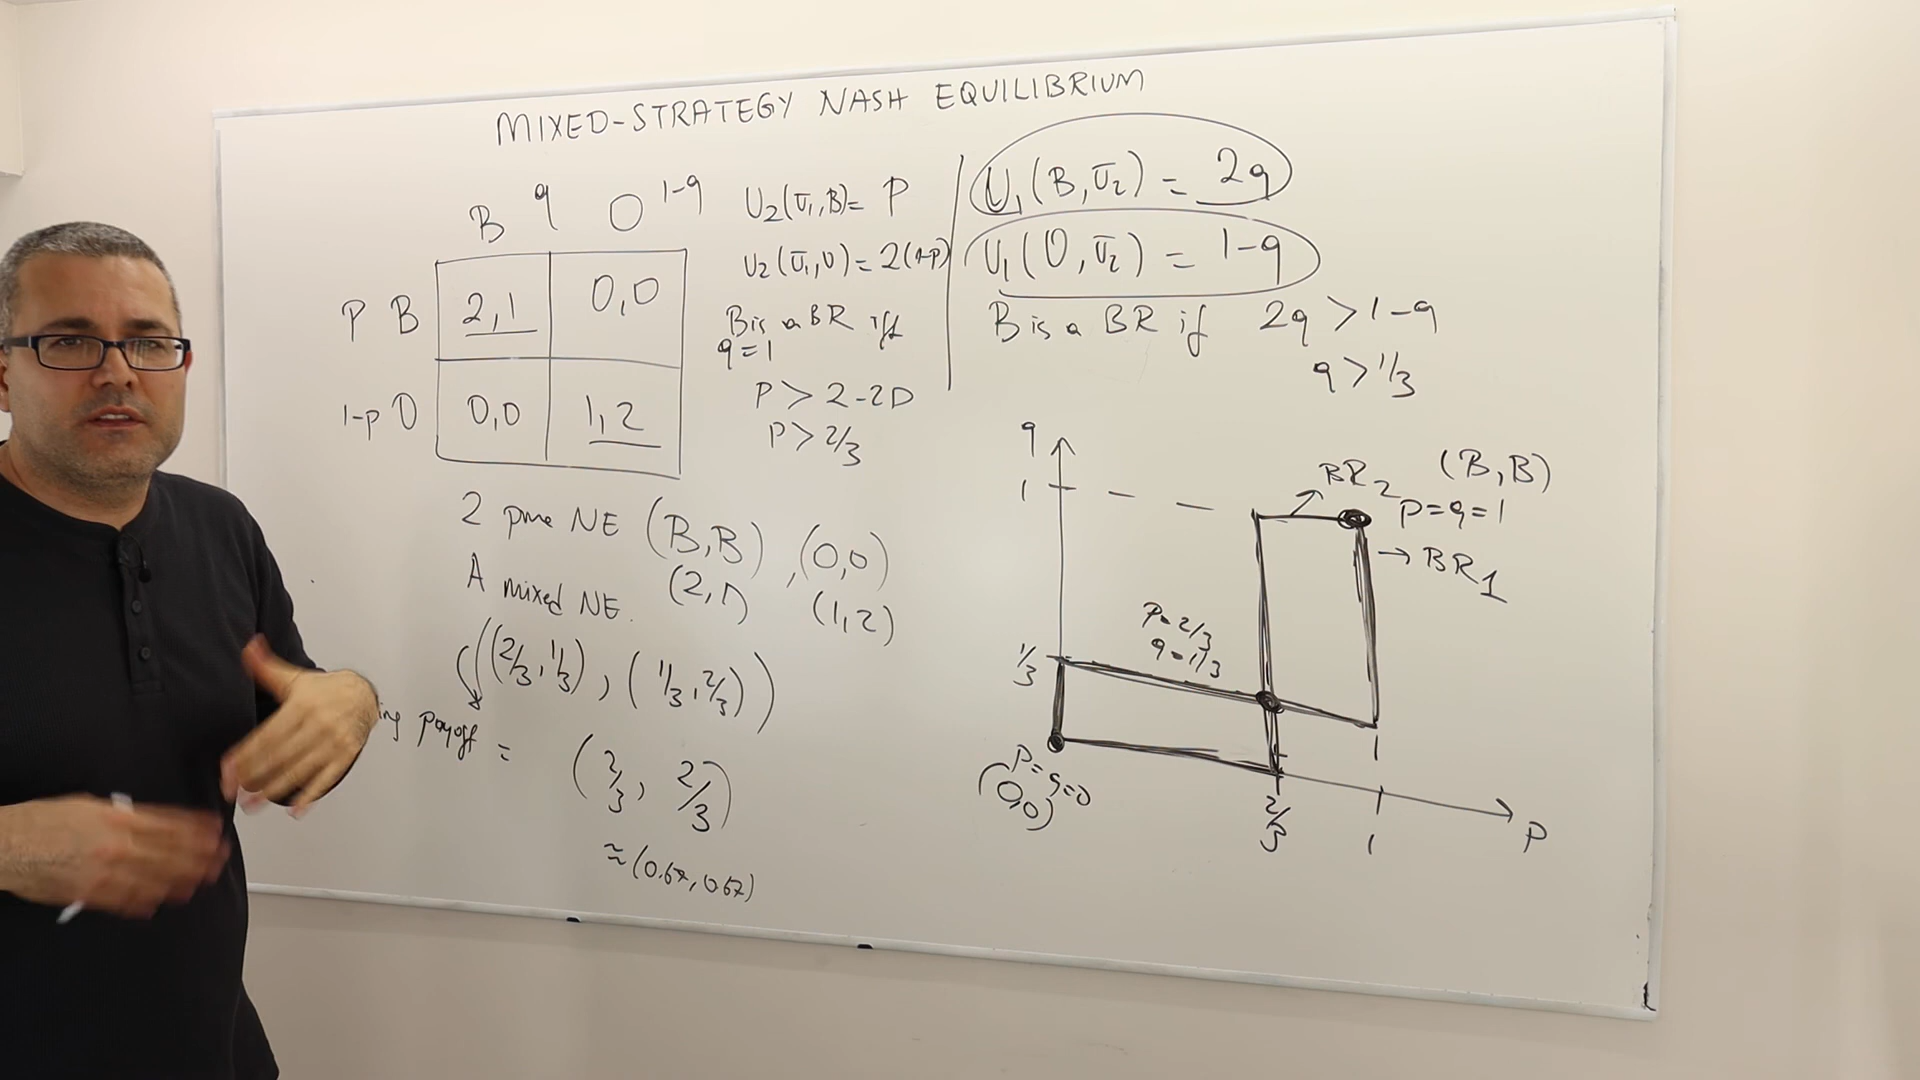 MIXED-STRATEGY NASH EQUILIBRIUM
B q O 1-q
P B 2,1 0,0
1-p O 0,0 1,2
U2(σ1,B)= P
U2(σ1,O)=2(1-p)
B is a BR iff
q=1
P > 2-2P
P > 2/3
U1(B,σ2) = 2q
U1(O,σ2) = 1-q
B is a BR if 2q > 1-q
q > 1/3
2 pure NE (B,B), (O,O)
(2,1) (1,2)
A mixed NE.
((2/3,1/3), (1/3,2/3))
payoff = (2/3, 2/3)
≈(0.67, 0.67)
q
1
BR2 (B,B)
p=q=1
→ BR1
P=2/3
q=1/3
1/3
P=q=0
(0,0)
2/3
1
P